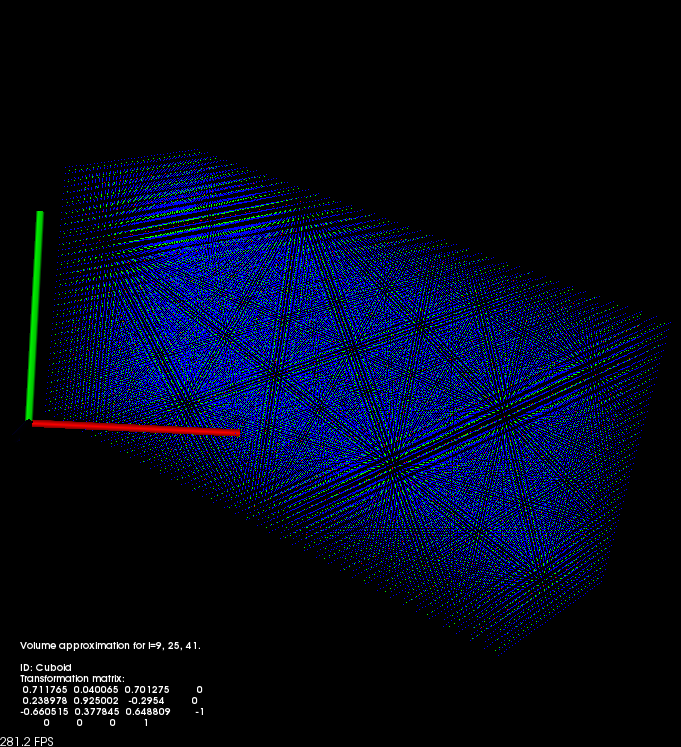 Volume approximation for l=9, 25, 41.
ID: Cuboid
Transformation matrix:
0.711765 0.040065 0.701275 0
0.238978 0.925002 -0.2954 0
-0.660515 0.377845 0.648809 -1
0 0 0 1
281.2 FPS